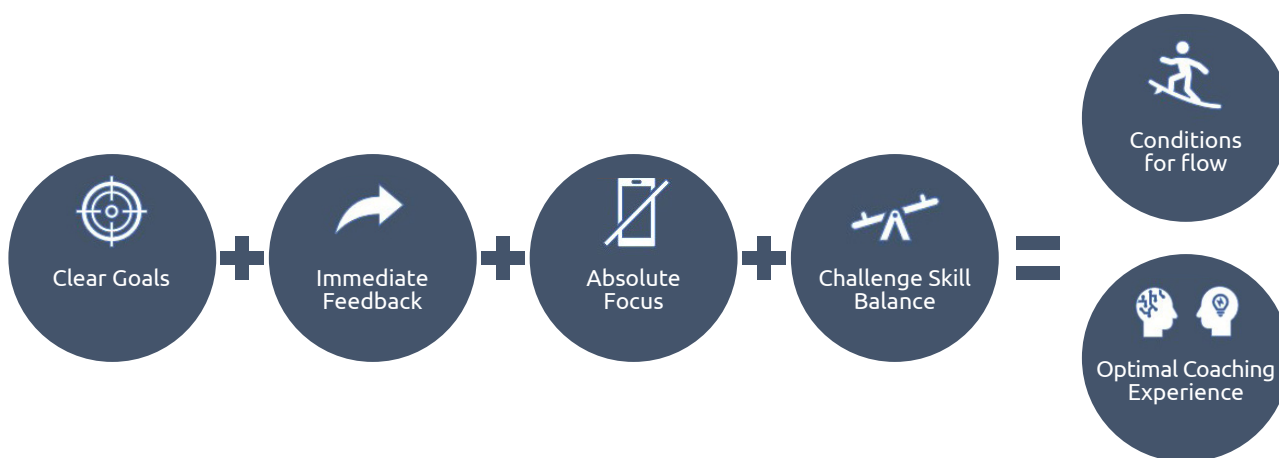 Clear Goals
Immediate
Feedback
Absolute
Focus
Challenge Skill
Balance
Conditions
for flow
Optimal Coaching
Experience